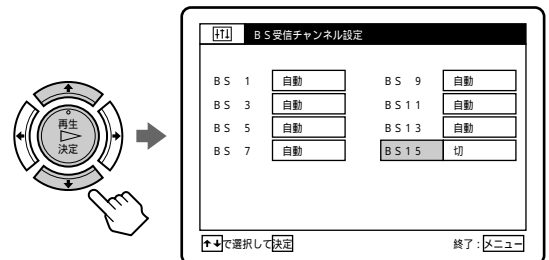 BS受信チャンネル設定
BS 1 自動 BS 9 自動
BS 3 自動 BS11 自動
BS 5 自動 BS13 自動
BS 7 自動 BS15 切
再生
決定
↑↓で選択して決定 終了:メニュー